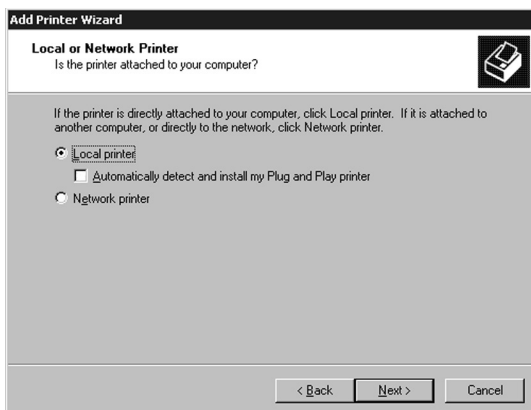 Add Printer Wizard
Local or Network Printer
Is the printer attached to your computer?
If the printer is directly attached to your computer, click Local printer. If it is attached to
another computer, or directly to the network, click Network printer.
Local printer
Automatically detect and install my Plug and Play printer
Network printer
< Back
Next >
Cancel